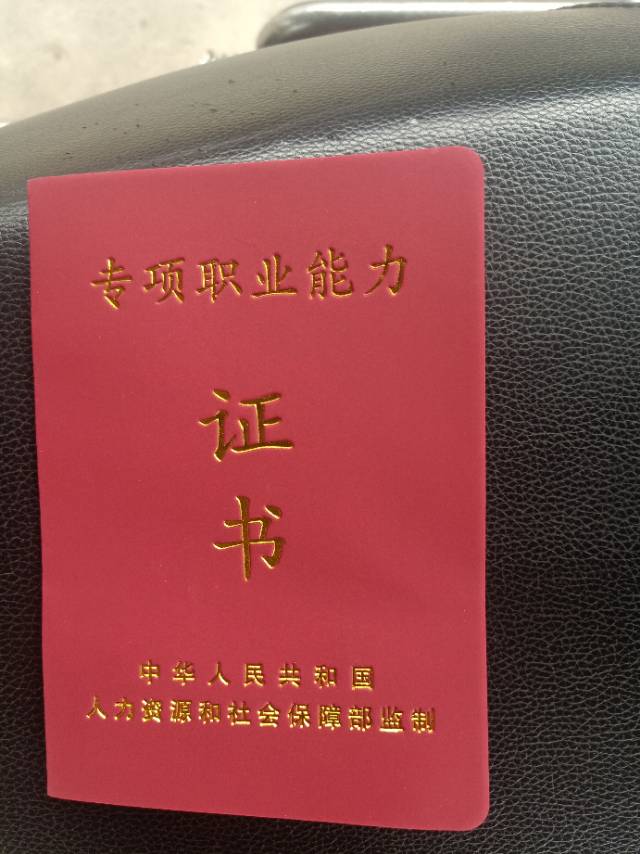 专项职业能力
证
书
中华人民共和国
人力资源和社会保障部监制